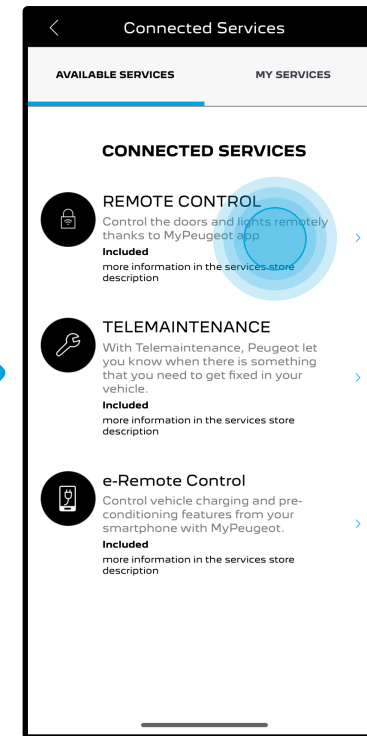 Connected Services
AVAILABLE SERVICES
MY SERVICES
CONNECTED SERVICES
REMOTE CONTROL
Control the doors and lights remotely
thanks to MyPeugeot app
Included
more information in the services store
description
TELEMAINTENANCE
With Telemaintenance, Peugeot let
you know when there is something
that you need to get fixed in your
vehicle.
Included
more information in the services store
description
e-Remote Control
Control vehicle charging and pre-
conditioning features from your
smartphone with MyPeugeot.
Included
more information in the services store
description